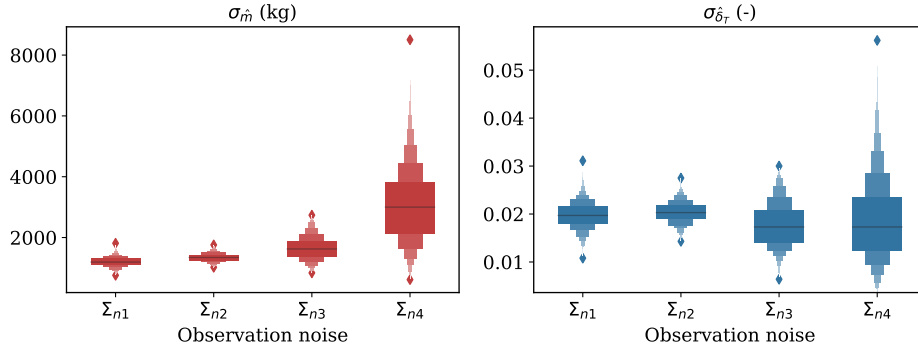 σ_m̂ (kg)
8000
6000
4000
2000
Σn1 Σn2 Σn3 Σn4
Observation noise
σ_δ̂_T (-)
0.05
0.04
0.03
0.02
0.01
Σn1 Σn2 Σn3 Σn4
Observation noise